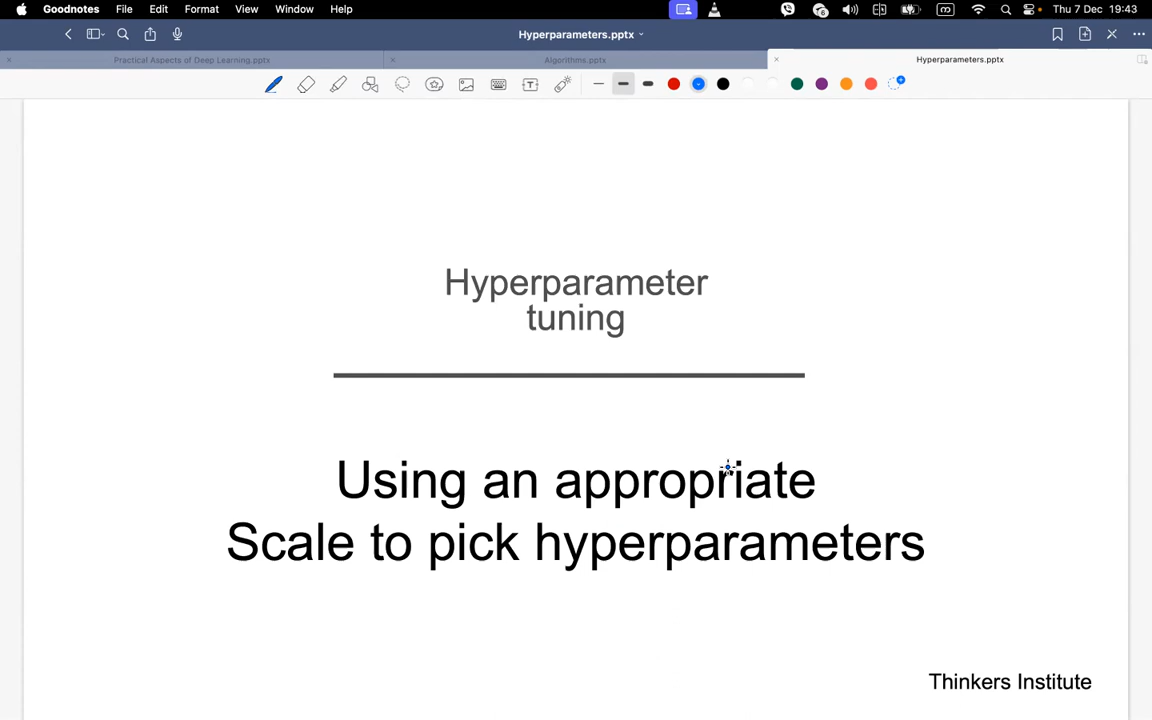 Goodnotes File Edit Format View Window Help Thu 7 Dec 19:43
Hyperparameters.pptx
Practical Aspects of Deep Learning.pptx Algorithms.pptx Hyperparameters.pptx
Hyperparameter
tuning
Using an appropriate
Scale to pick hyperparameters
Thinkers Institute